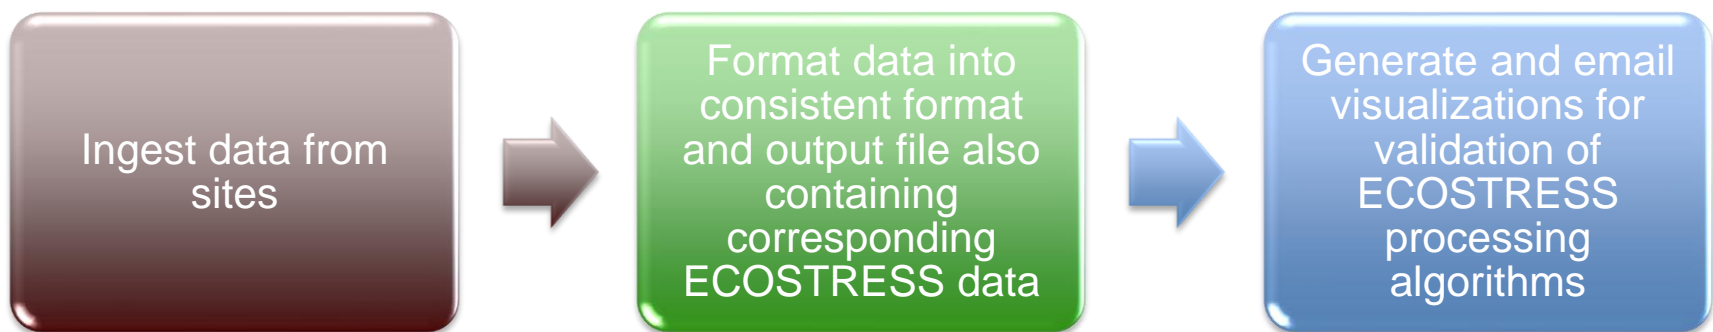 Ingest data from
sites
Format data into
consistent format
and output file also
containing
corresponding
ECOSTRESS data
Generate and email
visualizations for
validation of
ECOSTRESS
processing
algorithms